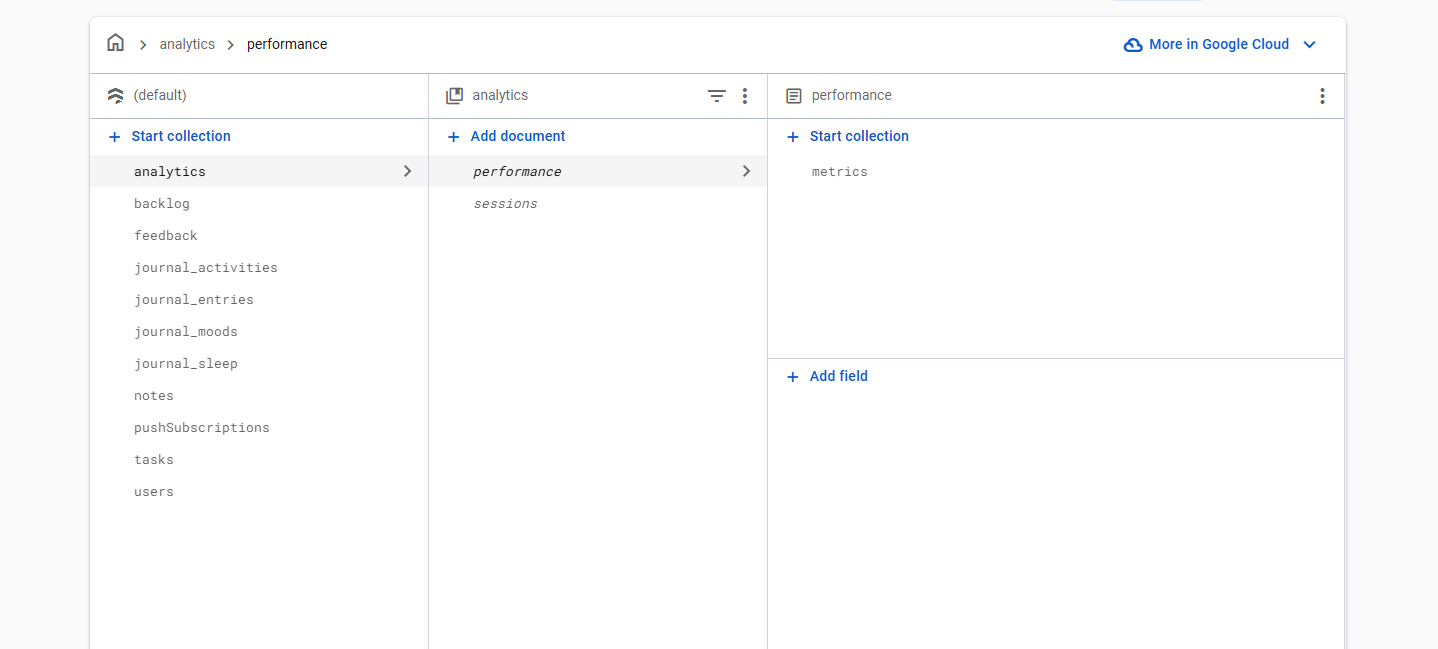 analytics performance
More in Google Cloud
(default)
analytics
performance
Start collection
Add document
Start collection
analytics
performance
metrics
backlog
sessions
feedback
journal_activities
journal_entries
journal_moods
journal_sleep
Add field
notes
pushSubscriptions
tasks
users